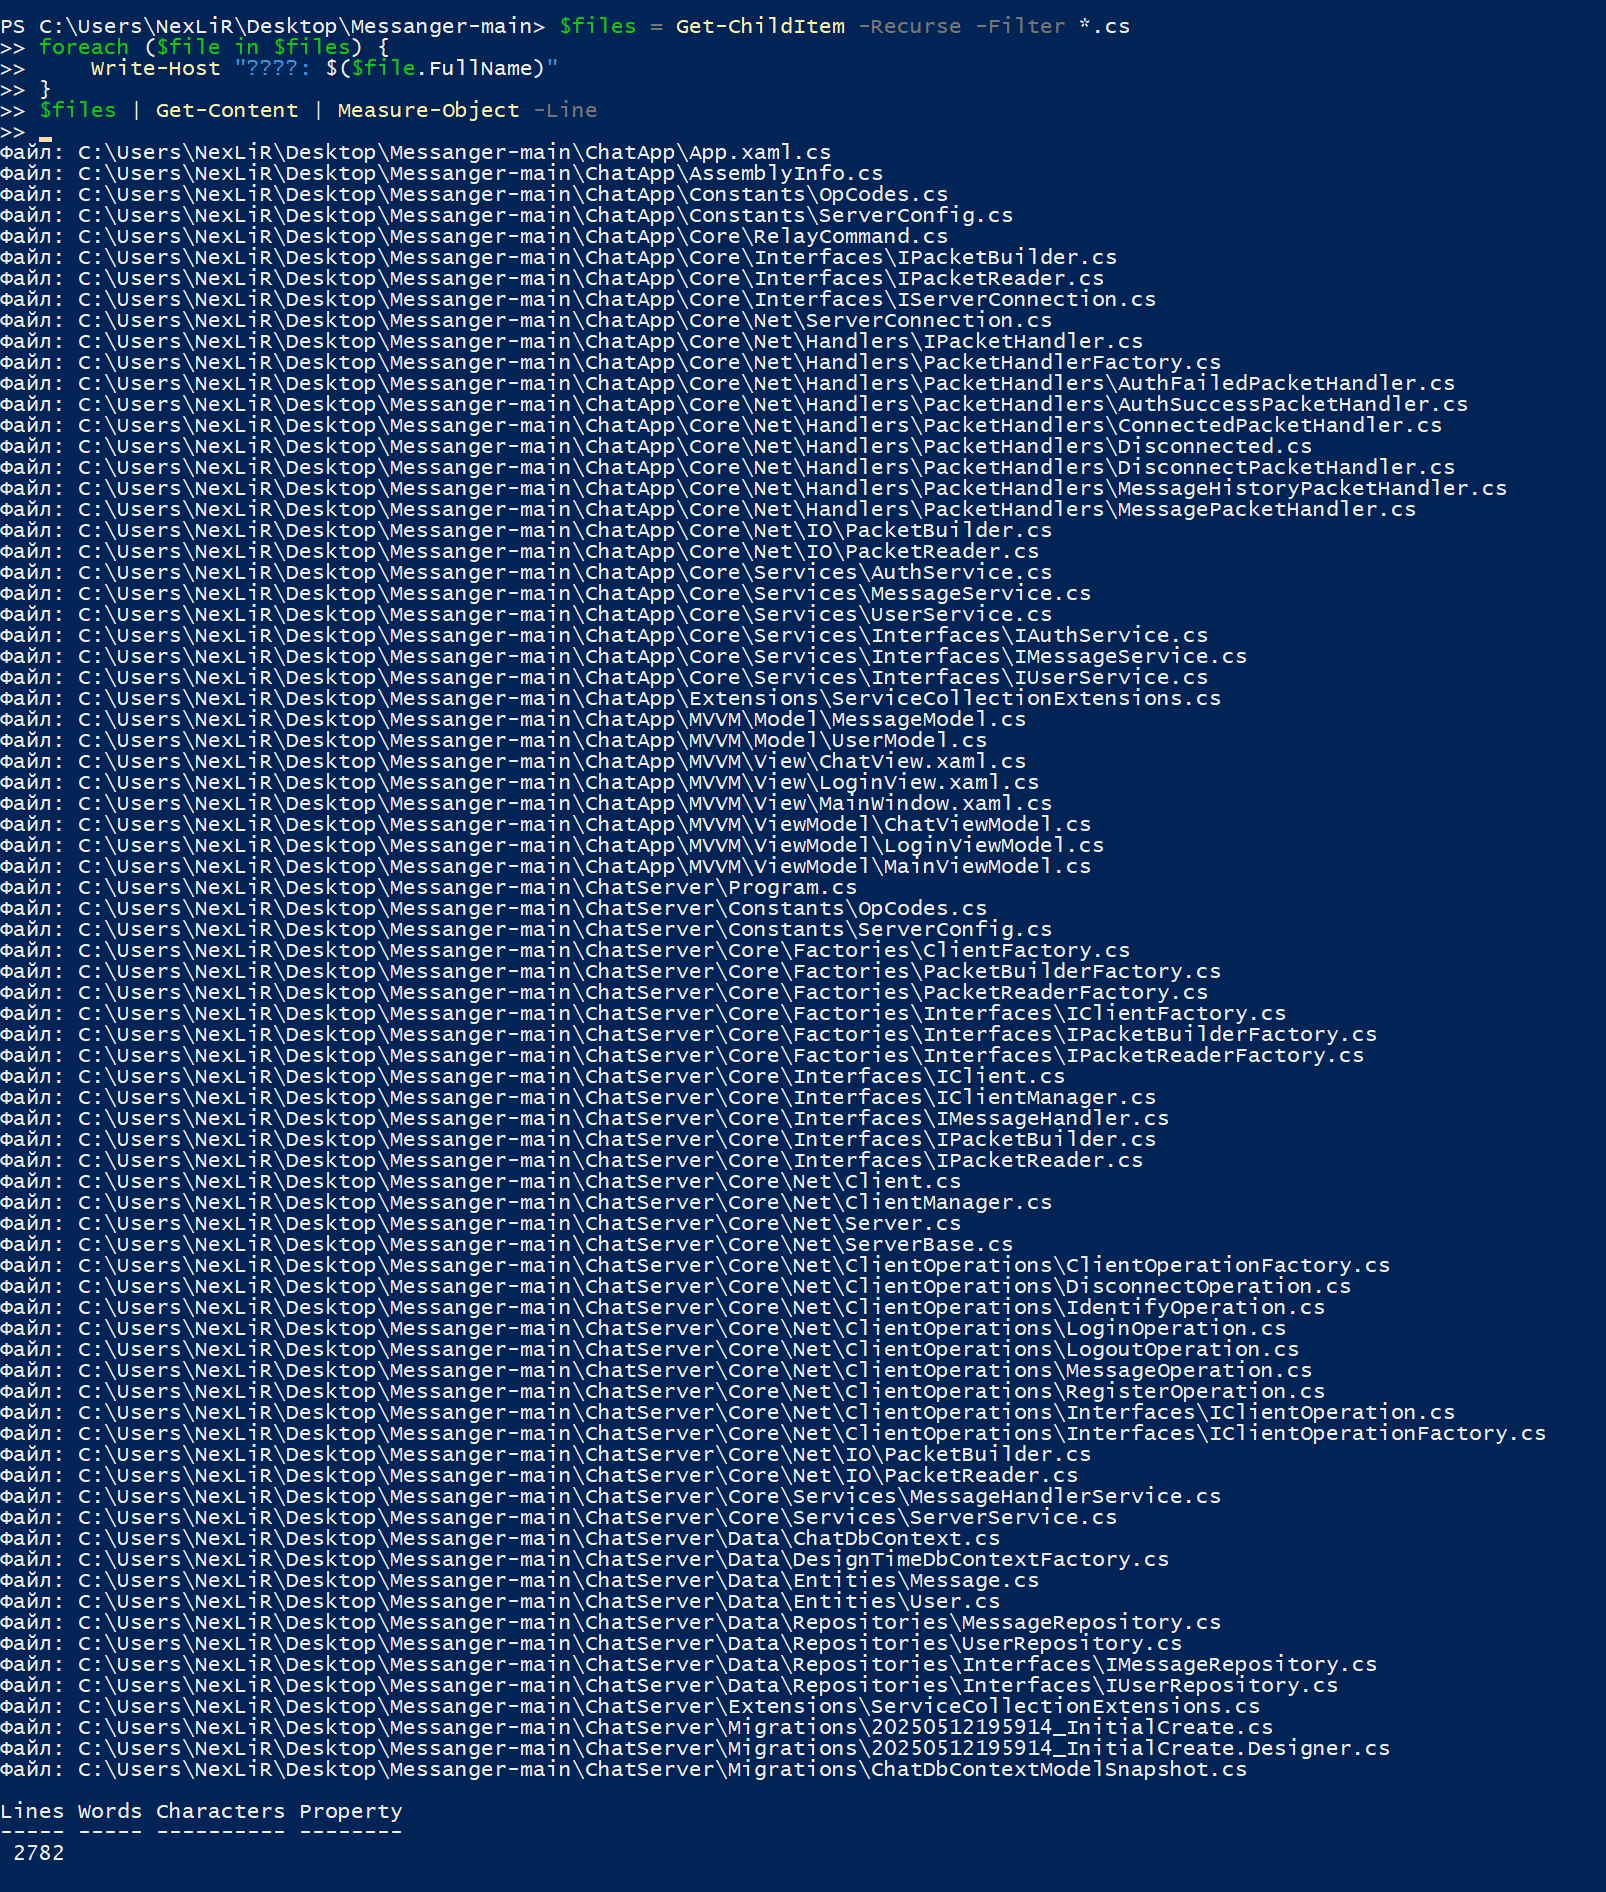 PS C:\Users\NexLiR\Desktop\Messanger-main> $files = Get-ChildItem -Recurse -Filter *.cs
>> foreach ($file in $files) {
>>     Write-Host "????: $($file.FullName)"
>> }
>> $files | Get-Content | Measure-Object -Line
>>
Файл: C:\Users\NexLiR\Desktop\Messanger-main\ChatApp\App.xaml.cs
Файл: C:\Users\NexLiR\Desktop\Messanger-main\ChatApp\AssemblyInfo.cs
Файл: C:\Users\NexLiR\Desktop\Messanger-main\ChatApp\Constants\OpCodes.cs
Файл: C:\Users\NexLiR\Desktop\Messanger-main\ChatApp\Constants\ServerConfig.cs
Файл: C:\Users\NexLiR\Desktop\Messanger-main\ChatApp\Core\RelayCommand.cs
Файл: C:\Users\NexLiR\Desktop\Messanger-main\ChatApp\Core\Interfaces\IPacketBuilder.cs
Файл: C:\Users\NexLiR\Desktop\Messanger-main\ChatApp\Core\Interfaces\IPacketReader.cs
Файл: C:\Users\NexLiR\Desktop\Messanger-main\ChatApp\Core\Interfaces\IServerConnection.cs
Файл: C:\Users\NexLiR\Desktop\Messanger-main\ChatApp\Core\Net\ServerConnection.cs
Файл: C:\Users\NexLiR\Desktop\Messanger-main\ChatApp\Core\Net\Handlers\IPacketHandler.cs
Файл: C:\Users\NexLiR\Desktop\Messanger-main\ChatApp\Core\Net\Handlers\PacketHandlerFactory.cs
Файл: C:\Users\NexLiR\Desktop\Messanger-main\ChatApp\Core\Net\Handlers\PacketHandlers\AuthFailedPacketHandler.cs
Файл: C:\Users\NexLiR\Desktop\Messanger-main\ChatApp\Core\Net\Handlers\PacketHandlers\AuthSuccessPacketHandler.cs
Файл: C:\Users\NexLiR\Desktop\Messanger-main\ChatApp\Core\Net\Handlers\PacketHandlers\ConnectedPacketHandler.cs
Файл: C:\Users\NexLiR\Desktop\Messanger-main\ChatApp\Core\Net\Handlers\PacketHandlers\Disconnected.cs
Файл: C:\Users\NexLiR\Desktop\Messanger-main\ChatApp\Core\Net\Handlers\PacketHandlers\DisconnectPacketHandler.cs
Файл: C:\Users\NexLiR\Desktop\Messanger-main\ChatApp\Core\Net\Handlers\PacketHandlers\MessageHistoryPacketHandler.cs
Файл: C:\Users\NexLiR\Desktop\Messanger-main\ChatApp\Core\Net\Handlers\PacketHandlers\MessagePacketHandler.cs
Файл: C:\Users\NexLiR\Desktop\Messanger-main\ChatApp\Core\Net\IO\PacketBuilder.cs
Файл: C:\Users\NexLiR\Desktop\Messanger-main\ChatApp\Core\Net\IO\PacketReader.cs
Файл: C:\Users\NexLiR\Desktop\Messanger-main\ChatApp\Core\Services\AuthService.cs
Файл: C:\Users\NexLiR\Desktop\Messanger-main\ChatApp\Core\Services\MessageService.cs
Файл: C:\Users\NexLiR\Desktop\Messanger-main\ChatApp\Core\Services\UserService.cs
Файл: C:\Users\NexLiR\Desktop\Messanger-main\ChatApp\Core\Services\Interfaces\IAuthService.cs
Файл: C:\Users\NexLiR\Desktop\Messanger-main\ChatApp\Core\Services\Interfaces\IMessageService.cs
Файл: C:\Users\NexLiR\Desktop\Messanger-main\ChatApp\Core\Services\Interfaces\IUserService.cs
Файл: C:\Users\NexLiR\Desktop\Messanger-main\ChatApp\Extensions\ServiceCollectionExtensions.cs
Файл: C:\Users\NexLiR\Desktop\Messanger-main\ChatApp\MVVM\Model\MessageModel.cs
Файл: C:\Users\NexLiR\Desktop\Messanger-main\ChatApp\MVVM\Model\UserModel.cs
Файл: C:\Users\NexLiR\Desktop\Messanger-main\ChatApp\MVVM\View\ChatView.xaml.cs
Файл: C:\Users\NexLiR\Desktop\Messanger-main\ChatApp\MVVM\View\LoginView.xaml.cs
Файл: C:\Users\NexLiR\Desktop\Messanger-main\ChatApp\MVVM\View\MainWindow.xaml.cs
Файл: C:\Users\NexLiR\Desktop\Messanger-main\ChatApp\MVVM\ViewModel\ChatViewModel.cs
Файл: C:\Users\NexLiR\Desktop\Messanger-main\ChatApp\MVVM\ViewModel\LoginViewModel.cs
Файл: C:\Users\NexLiR\Desktop\Messanger-main\ChatApp\MVVM\ViewModel\MainViewModel.cs
Файл: C:\Users\NexLiR\Desktop\Messanger-main\ChatServer\Program.cs
Файл: C:\Users\NexLiR\Desktop\Messanger-main\ChatServer\Constants\OpCodes.cs
Файл: C:\Users\NexLiR\Desktop\Messanger-main\ChatServer\Constants\ServerConfig.cs
Файл: C:\Users\NexLiR\Desktop\Messanger-main\ChatServer\Core\Factories\ClientFactory.cs
Файл: C:\Users\NexLiR\Desktop\Messanger-main\ChatServer\Core\Factories\PacketBuilderFactory.cs
Файл: C:\Users\NexLiR\Desktop\Messanger-main\ChatServer\Core\Factories\PacketReaderFactory.cs
Файл: C:\Users\NexLiR\Desktop\Messanger-main\ChatServer\Core\Factories\Interfaces\IClientFactory.cs
Файл: C:\Users\NexLiR\Desktop\Messanger-main\ChatServer\Core\Factories\Interfaces\IPacketBuilderFactory.cs
Файл: C:\Users\NexLiR\Desktop\Messanger-main\ChatServer\Core\Factories\Interfaces\IPacketReaderFactory.cs
Файл: C:\Users\NexLiR\Desktop\Messanger-main\ChatServer\Core\Interfaces\IClient.cs
Файл: C:\Users\NexLiR\Desktop\Messanger-main\ChatServer\Core\Interfaces\IClientManager.cs
Файл: C:\Users\NexLiR\Desktop\Messanger-main\ChatServer\Core\Interfaces\IMessageHandler.cs
Файл: C:\Users\NexLiR\Desktop\Messanger-main\ChatServer\Core\Interfaces\IPacketBuilder.cs
Файл: C:\Users\NexLiR\Desktop\Messanger-main\ChatServer\Core\Interfaces\IPacketReader.cs
Файл: C:\Users\NexLiR\Desktop\Messanger-main\ChatServer\Core\Net\Client.cs
Файл: C:\Users\NexLiR\Desktop\Messanger-main\ChatServer\Core\Net\ClientManager.cs
Файл: C:\Users\NexLiR\Desktop\Messanger-main\ChatServer\Core\Net\Server.cs
Файл: C:\Users\NexLiR\Desktop\Messanger-main\ChatServer\Core\Net\ServerBase.cs
Файл: C:\Users\NexLiR\Desktop\Messanger-main\ChatServer\Core\Net\ClientOperations\ClientOperationFactory.cs
Файл: C:\Users\NexLiR\Desktop\Messanger-main\ChatServer\Core\Net\ClientOperations\DisconnectOperation.cs
Файл: C:\Users\NexLiR\Desktop\Messanger-main\ChatServer\Core\Net\ClientOperations\IdentifyOperation.cs
Файл: C:\Users\NexLiR\Desktop\Messanger-main\ChatServer\Core\Net\ClientOperations\LoginOperation.cs
Файл: C:\Users\NexLiR\Desktop\Messanger-main\ChatServer\Core\Net\ClientOperations\LogoutOperation.cs
Файл: C:\Users\NexLiR\Desktop\Messanger-main\ChatServer\Core\Net\ClientOperations\MessageOperation.cs
Файл: C:\Users\NexLiR\Desktop\Messanger-main\ChatServer\Core\Net\ClientOperations\RegisterOperation.cs
Файл: C:\Users\NexLiR\Desktop\Messanger-main\ChatServer\Core\Net\ClientOperations\Interfaces\IClientOperation.cs
Файл: C:\Users\NexLiR\Desktop\Messanger-main\ChatServer\Core\Net\ClientOperations\Interfaces\IClientOperationFactory.cs
Файл: C:\Users\NexLiR\Desktop\Messanger-main\ChatServer\Core\Net\IO\PacketBuilder.cs
Файл: C:\Users\NexLiR\Desktop\Messanger-main\ChatServer\Core\Net\IO\PacketReader.cs
Файл: C:\Users\NexLiR\Desktop\Messanger-main\ChatServer\Core\Services\MessageHandlerService.cs
Файл: C:\Users\NexLiR\Desktop\Messanger-main\ChatServer\Core\Services\ServerService.cs
Файл: C:\Users\NexLiR\Desktop\Messanger-main\ChatServer\Data\ChatDbContext.cs
Файл: C:\Users\NexLiR\Desktop\Messanger-main\ChatServer\Data\DesignTimeDbContextFactory.cs
Файл: C:\Users\NexLiR\Desktop\Messanger-main\ChatServer\Data\Entities\Message.cs
Файл: C:\Users\NexLiR\Desktop\Messanger-main\ChatServer\Data\Entities\User.cs
Файл: C:\Users\NexLiR\Desktop\Messanger-main\ChatServer\Data\Repositories\MessageRepository.cs
Файл: C:\Users\NexLiR\Desktop\Messanger-main\ChatServer\Data\Repositories\UserRepository.cs
Файл: C:\Users\NexLiR\Desktop\Messanger-main\ChatServer\Data\Repositories\Interfaces\IMessageRepository.cs
Файл: C:\Users\NexLiR\Desktop\Messanger-main\ChatServer\Data\Repositories\Interfaces\IUserRepository.cs
Файл: C:\Users\NexLiR\Desktop\Messanger-main\ChatServer\Extensions\ServiceCollectionExtensions.cs
Файл: C:\Users\NexLiR\Desktop\Messanger-main\ChatServer\Migrations\20250512195914_InitialCreate.cs
Файл: C:\Users\NexLiR\Desktop\Messanger-main\ChatServer\Migrations\20250512195914_InitialCreate.Designer.cs
Файл: C:\Users\NexLiR\Desktop\Messanger-main\ChatServer\Migrations\ChatDbContextModelSnapshot.cs
Lines Words Characters Property
----- ----- ---------- --------
 2782